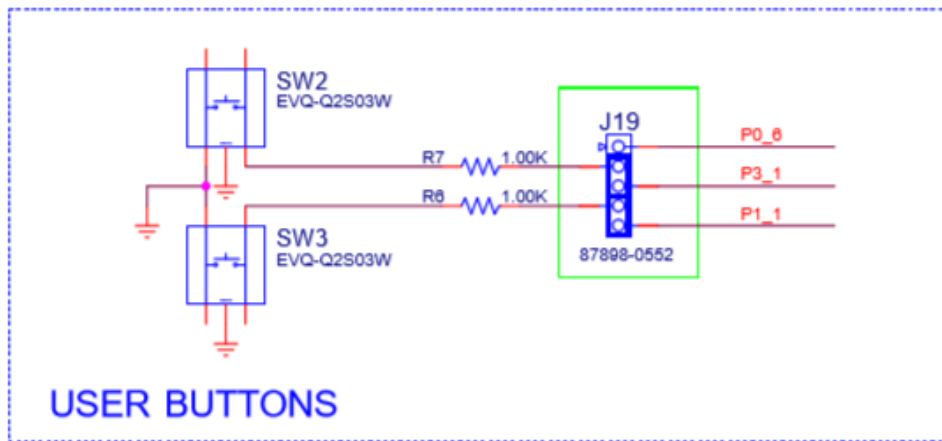 SW2
EVQ-Q2S03W
J19
P0_6
R7
1.00K
P3_1
R6
1.00K
P1_1
SW3
EVQ-Q2S03W
87898-0552
USER BUTTONS